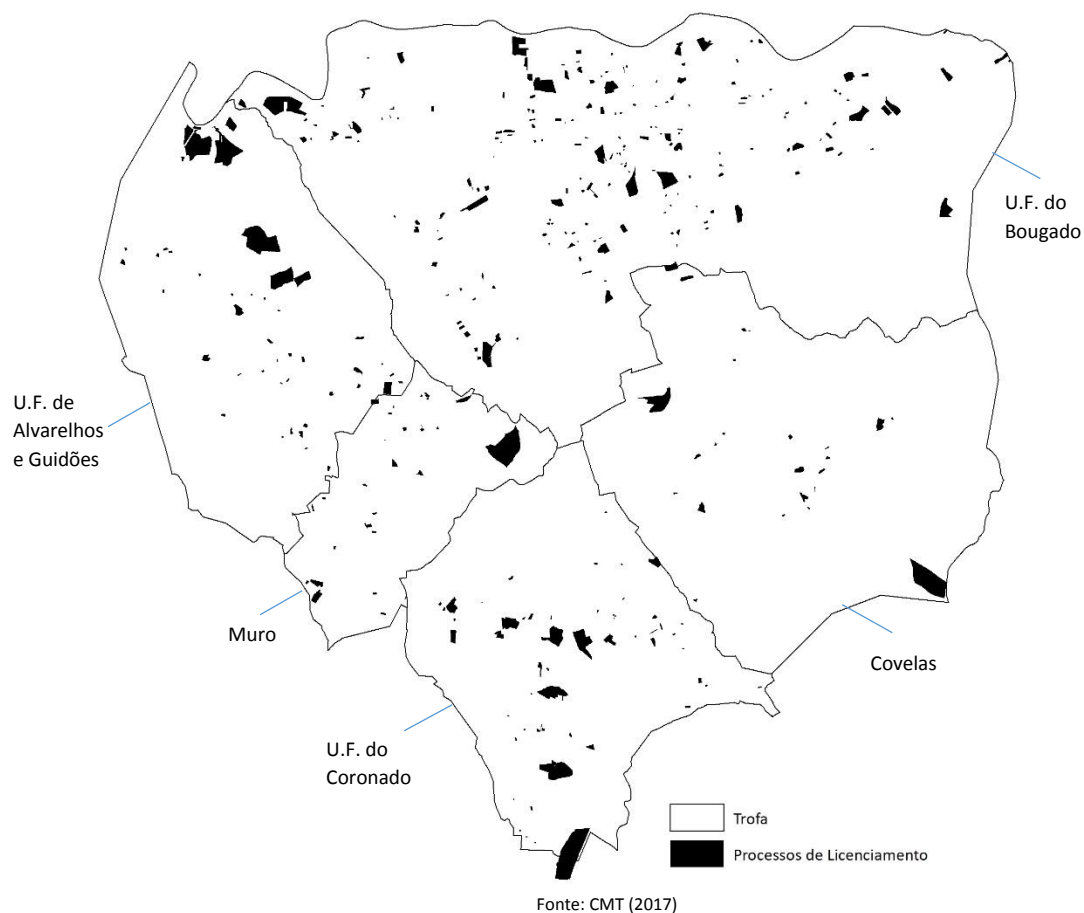 U.F. do
Bougado
U.F. de
Alvarelhos
e Guidões
Muro
Covelas
U.F. do
Coronado
Trofa
Processos de Licenciamento
Fonte: CMT (2017)